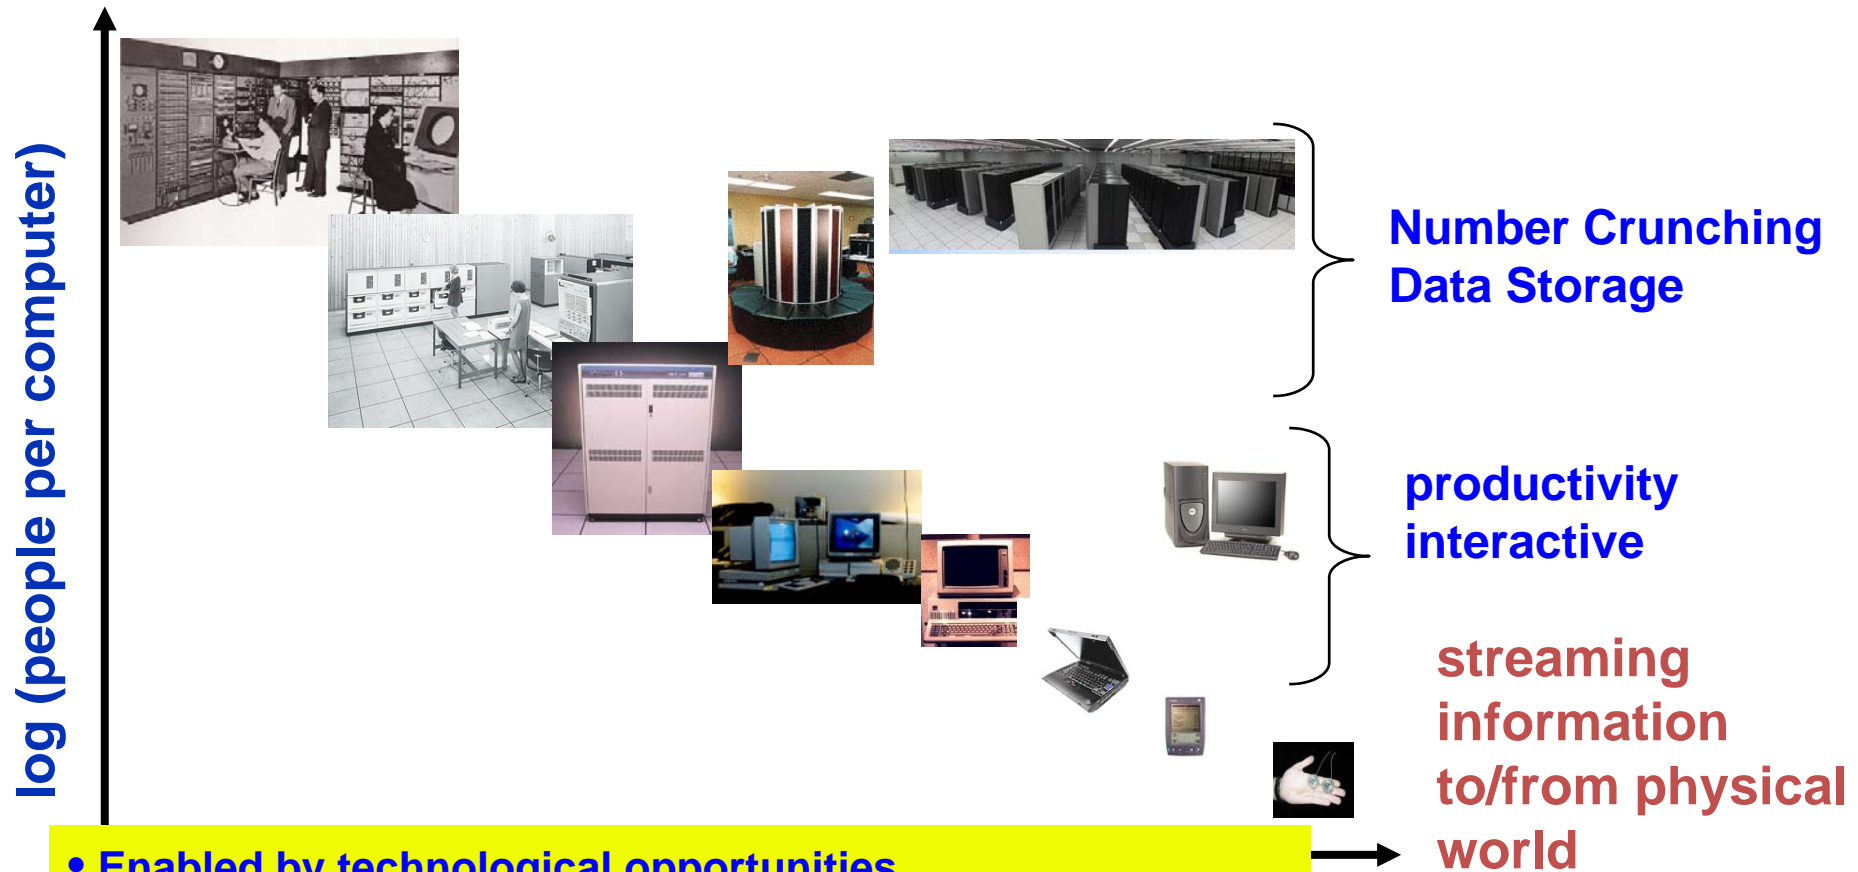 log (people per computer)
Number Crunching
Data Storage
productivity
interactive
streaming
information
to/from physical
world
• Enabled by technological opportunities